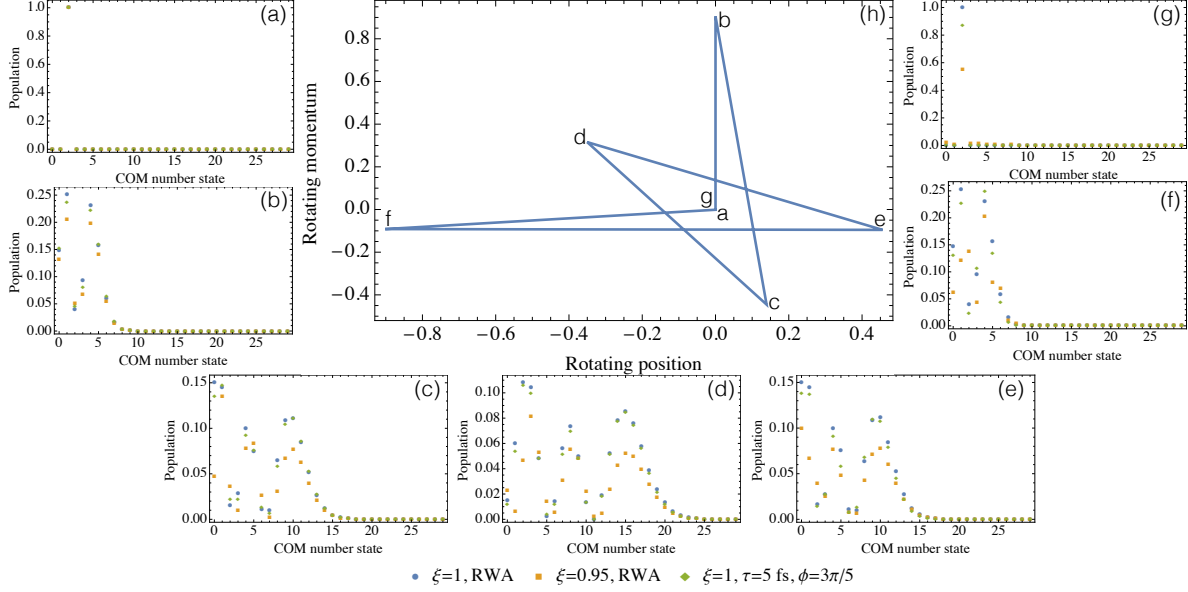 (a)
Population
1.0
0.8
0.6
0.4
0.2
0.0
0 5 10 15 20 25
COM number state
(b)
Population
0.25
0.20
0.15
0.10
0.05
0.00
0 5 10 15 20 25
COM number state
(h)
Rotating momentum
0.8
0.6
0.4
0.2
0.0
−0.2
−0.4
b
d
g
a
f
e
c
−0.8 −0.6 −0.4 −0.2 0.0 0.2 0.4
Rotating position
(g)
Population
1.0
0.8
0.6
0.4
0.2
0.0
0 5 10 15 20 25
COM number state
(f)
Population
0.25
0.20
0.15
0.10
0.05
0.00
0 5 10 15 20 25
COM number state
(c)
Population
0.15
0.10
0.05
0.00
0 5 10 15 20 25
COM number state
(d)
Population
0.10
0.08
0.06
0.04
0.02
0.00
0 5 10 15 20 25
COM number state
(e)
Population
0.15
0.10
0.05
0.00
0 5 10 15 20 25
COM number state
ξ=1, RWA ξ=0.95, RWA ξ=1, τ=5 fs, ϕ=3π/5